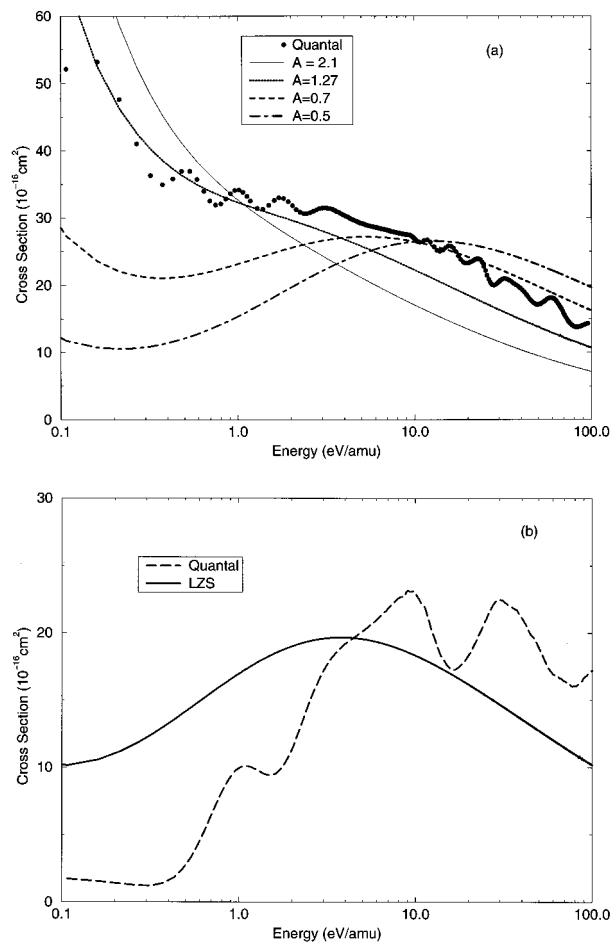 60
50
40
30
20
10
0
Cross Section (10⁻¹⁶cm²)
(a)
Quantal
A = 2.1
A=1.27
A=0.7
A=0.5
0.1
1.0
10.0
100.0
Energy (eV/amu)
30
20
10
0
Cross Section (10⁻¹⁶cm²)
(b)
Quantal
LZS
0.1
1.0
10.0
100.0
Energy (eV/amu)